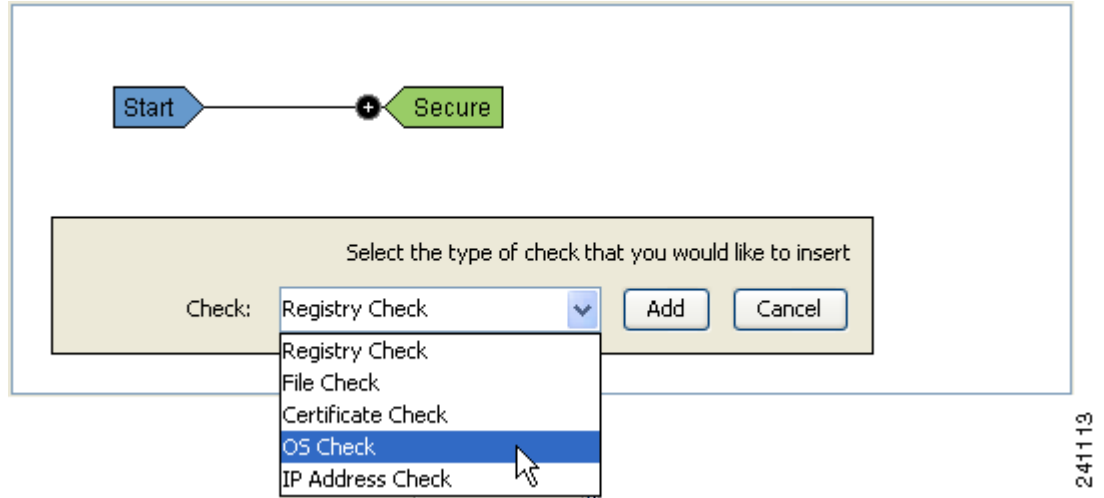 Start
Secure
Select the type of check that you would like to insert
Check: Registry Check Add Cancel
Registry Check
File Check
Certificate Check
OS Check
IP Address Check
241113